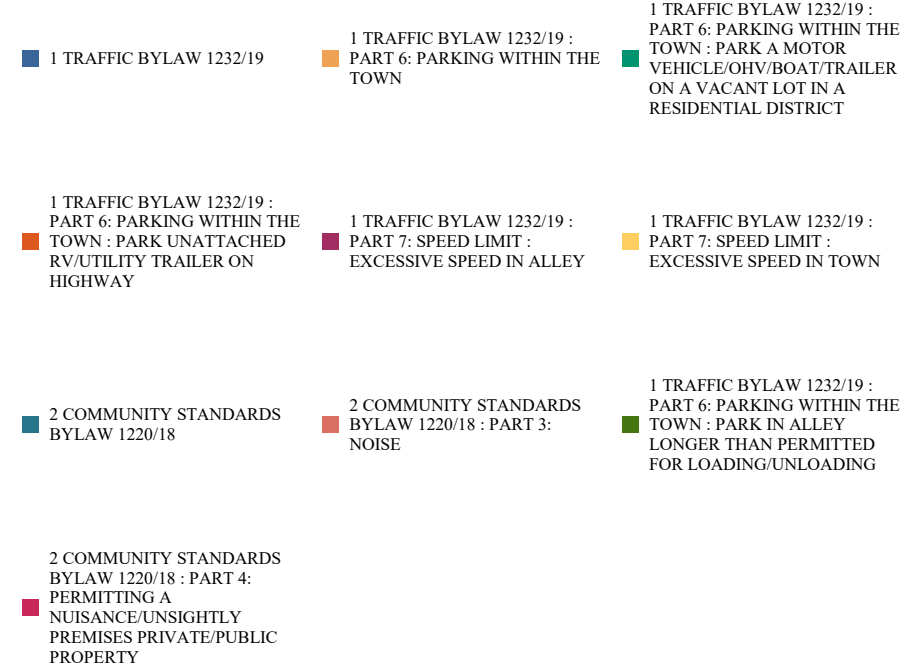 1 TRAFFIC BYLAW 1232/19
1 TRAFFIC BYLAW 1232/19 :
PART 6: PARKING WITHIN THE
TOWN
1 TRAFFIC BYLAW 1232/19 :
PART 6: PARKING WITHIN THE
TOWN : PARK A MOTOR
VEHICLE/OHV/BOAT/TRAILER
ON A VACANT LOT IN A
RESIDENTIAL DISTRICT
1 TRAFFIC BYLAW 1232/19 :
PART 6: PARKING WITHIN THE
TOWN : PARK UNATTACHED
RV/UTILITY TRAILER ON
HIGHWAY
1 TRAFFIC BYLAW 1232/19 :
PART 7: SPEED LIMIT :
EXCESSIVE SPEED IN ALLEY
1 TRAFFIC BYLAW 1232/19 :
PART 7: SPEED LIMIT :
EXCESSIVE SPEED IN TOWN
2 COMMUNITY STANDARDS
BYLAW 1220/18
2 COMMUNITY STANDARDS
BYLAW 1220/18 : PART 3:
NOISE
1 TRAFFIC BYLAW 1232/19 :
PART 6: PARKING WITHIN THE
TOWN : PARK IN ALLEY
LONGER THAN PERMITTED
FOR LOADING/UNLOADING
2 COMMUNITY STANDARDS
BYLAW 1220/18 : PART 4:
PERMITTING A
NUISANCE/UNSIGHTLY
PREMISES PRIVATE/PUBLIC
PROPERTY